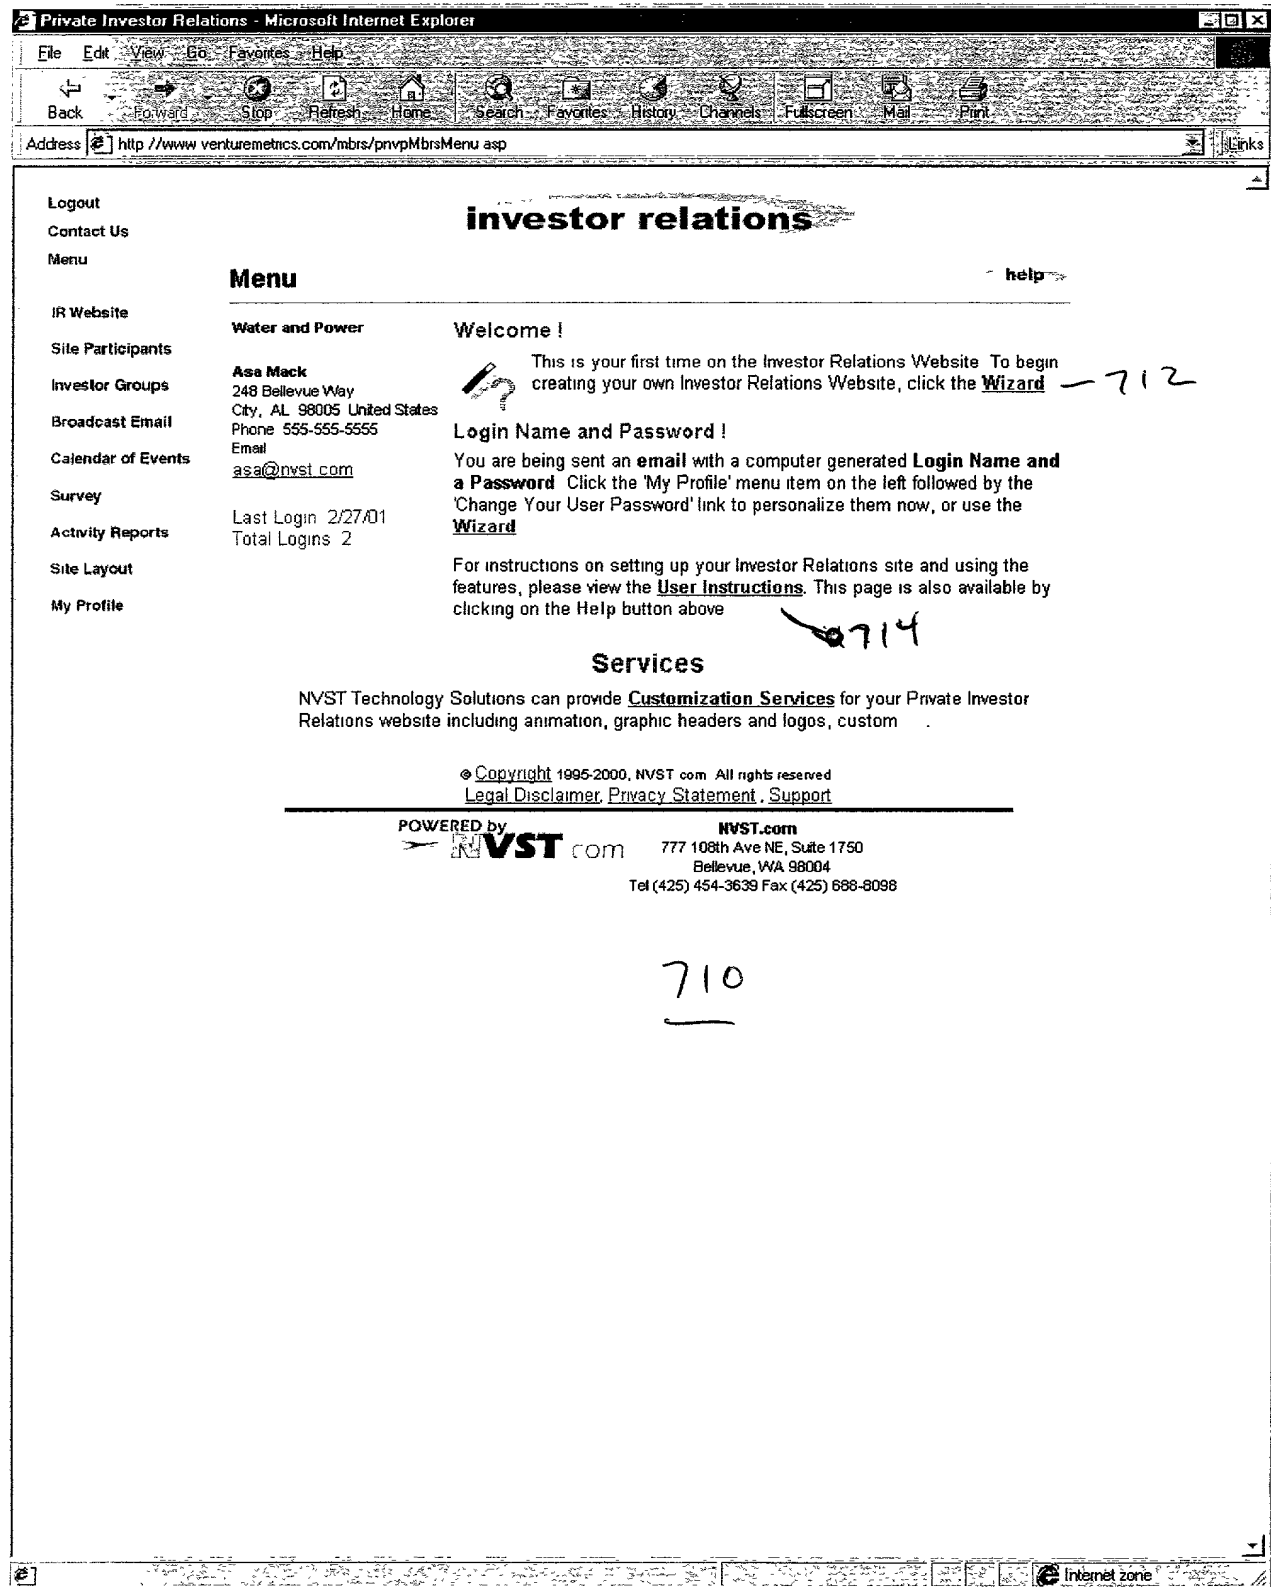 Private Investor Relations - Microsoft Internet Explorer
File Edit View Go Favorites Help
Back Forward Stop Refresh Home Search Favorites History Channels Fullscreen Mail Print
Address http //www venturemetrics.com/mbrs/pnvpMbrsMenu asp Links
Logout
Contact Us
Menu
investor relations
Menu
help
IR Website
Site Participants
Investor Groups
Broadcast Email
Calendar of Events
Survey
Activity Reports
Site Layout
My Profile
Water and Power
Asa Mack
248 Bellevue Way
City, AL 98005 United States
Phone 555-555-5555
Email
asa@nvst.com
Last Login 2/27/01
Total Logins 2
Welcome !
This is your first time on the Investor Relations Website To begin
creating your own Investor Relations Website, click the Wizard
712
Login Name and Password !
You are being sent an email with a computer generated Login Name and
a Password Click the 'My Profile' menu item on the left followed by the
'Change Your User Password' link to personalize them now, or use the
Wizard
For instructions on setting up your Investor Relations site and using the
features, please view the User Instructions. This page is also available by
clicking on the Help button above
714
Services
NVST Technology Solutions can provide Customization Services for your Private Investor
Relations website including animation, graphic headers and logos, custom .
© Copyright 1995-2000, NVST com All rights reserved
Legal Disclaimer, Privacy Statement , Support
POWERED by
NVST com
NVST.com
777 108th Ave NE, Suite 1750
Bellevue, WA 98004
Tel (425) 454-3639 Fax (425) 688-8098
710
Internet zone